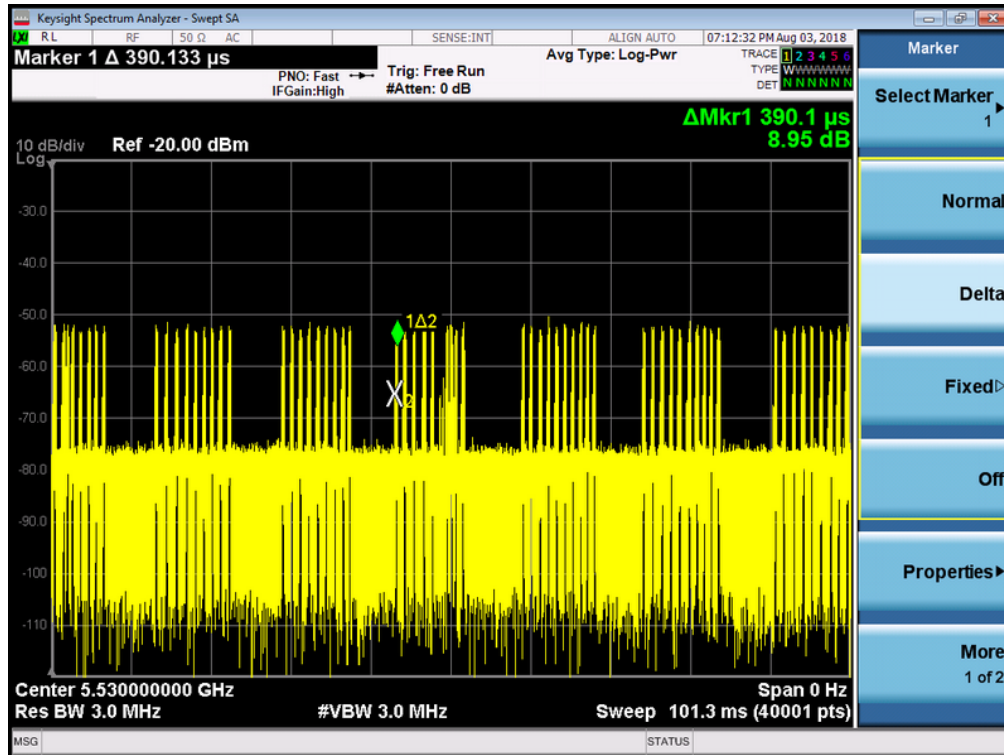 Keysight Spectrum Analyzer - Swept SA
LXI RL RF 50 Ω AC SENSE:INT ALIGN AUTO 07:12:32 PM Aug 03, 2018
Marker 1 Δ 390.133 µs
PNO: Fast
IFGain:High
Trig: Free Run
#Atten: 0 dB
Avg Type: Log-Pwr
TRACE 1 2 3 4 5 6
TYPE WWWWWW
DET N N N N N N
ΔMkr1 390.1 µs
8.95 dB
10 dB/div Ref -20.00 dBm
Log
-30.0
-40.0
-50.0
1Δ2
-60.0
2
-70.0
-80.0
-90.0
-100
-110
Center 5.530000000 GHz Span 0 Hz
Res BW 3.0 MHz #VBW 3.0 MHz Sweep 101.3 ms (40001 pts)
MSG STATUS
Marker
Select Marker
1
Normal
Delta
Fixed
Off
Properties
More
1 of 2